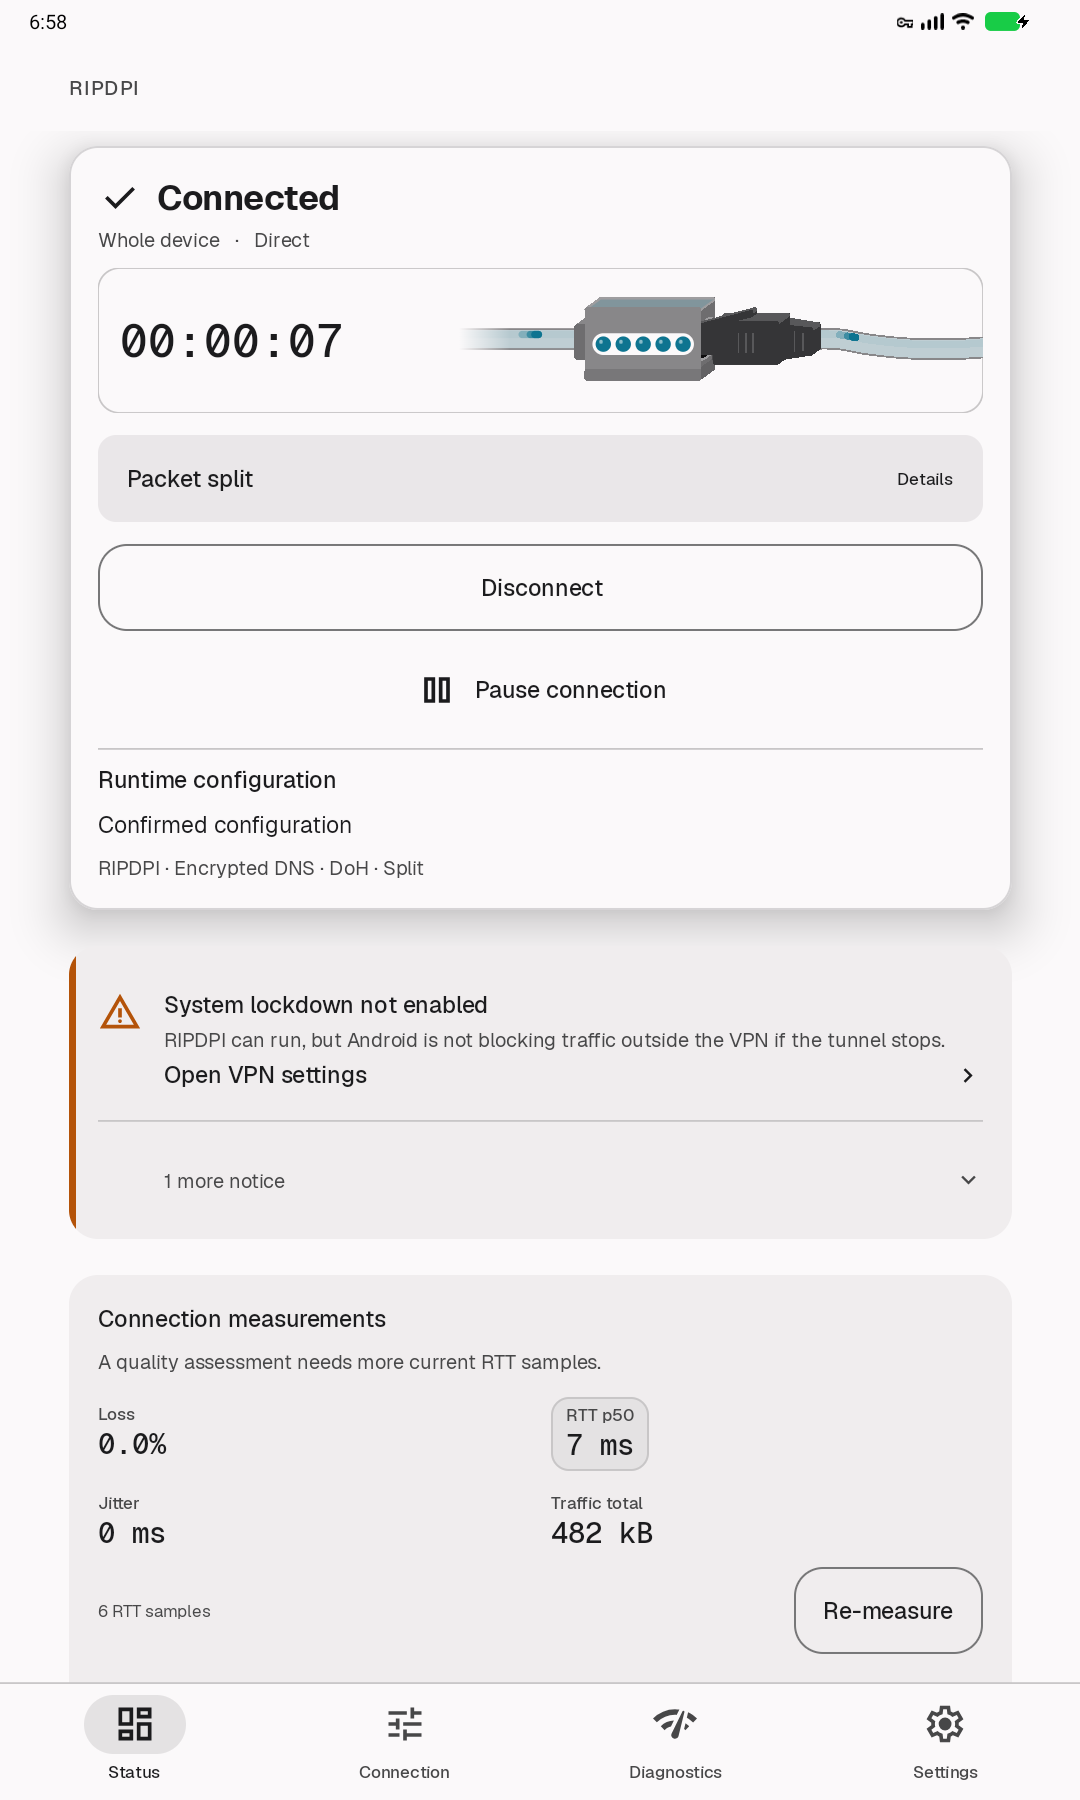 6:58
RIPDPI
Connected
Whole device · Direct
00:00:07
Packet split
Details
Disconnect
Pause connection
Runtime configuration
Confirmed configuration
RIPDPI · Encrypted DNS · DoH · Split
System lockdown not enabled
RIPDPI can run, but Android is not blocking traffic outside the VPN if the tunnel stops.
Open VPN settings
1 more notice
Connection measurements
A quality assessment needs more current RTT samples.
Loss
0.0%
RTT p50
7 ms
Jitter
0 ms
Traffic total
482 kB
6 RTT samples
Re-measure
Status
Connection
Diagnostics
Settings